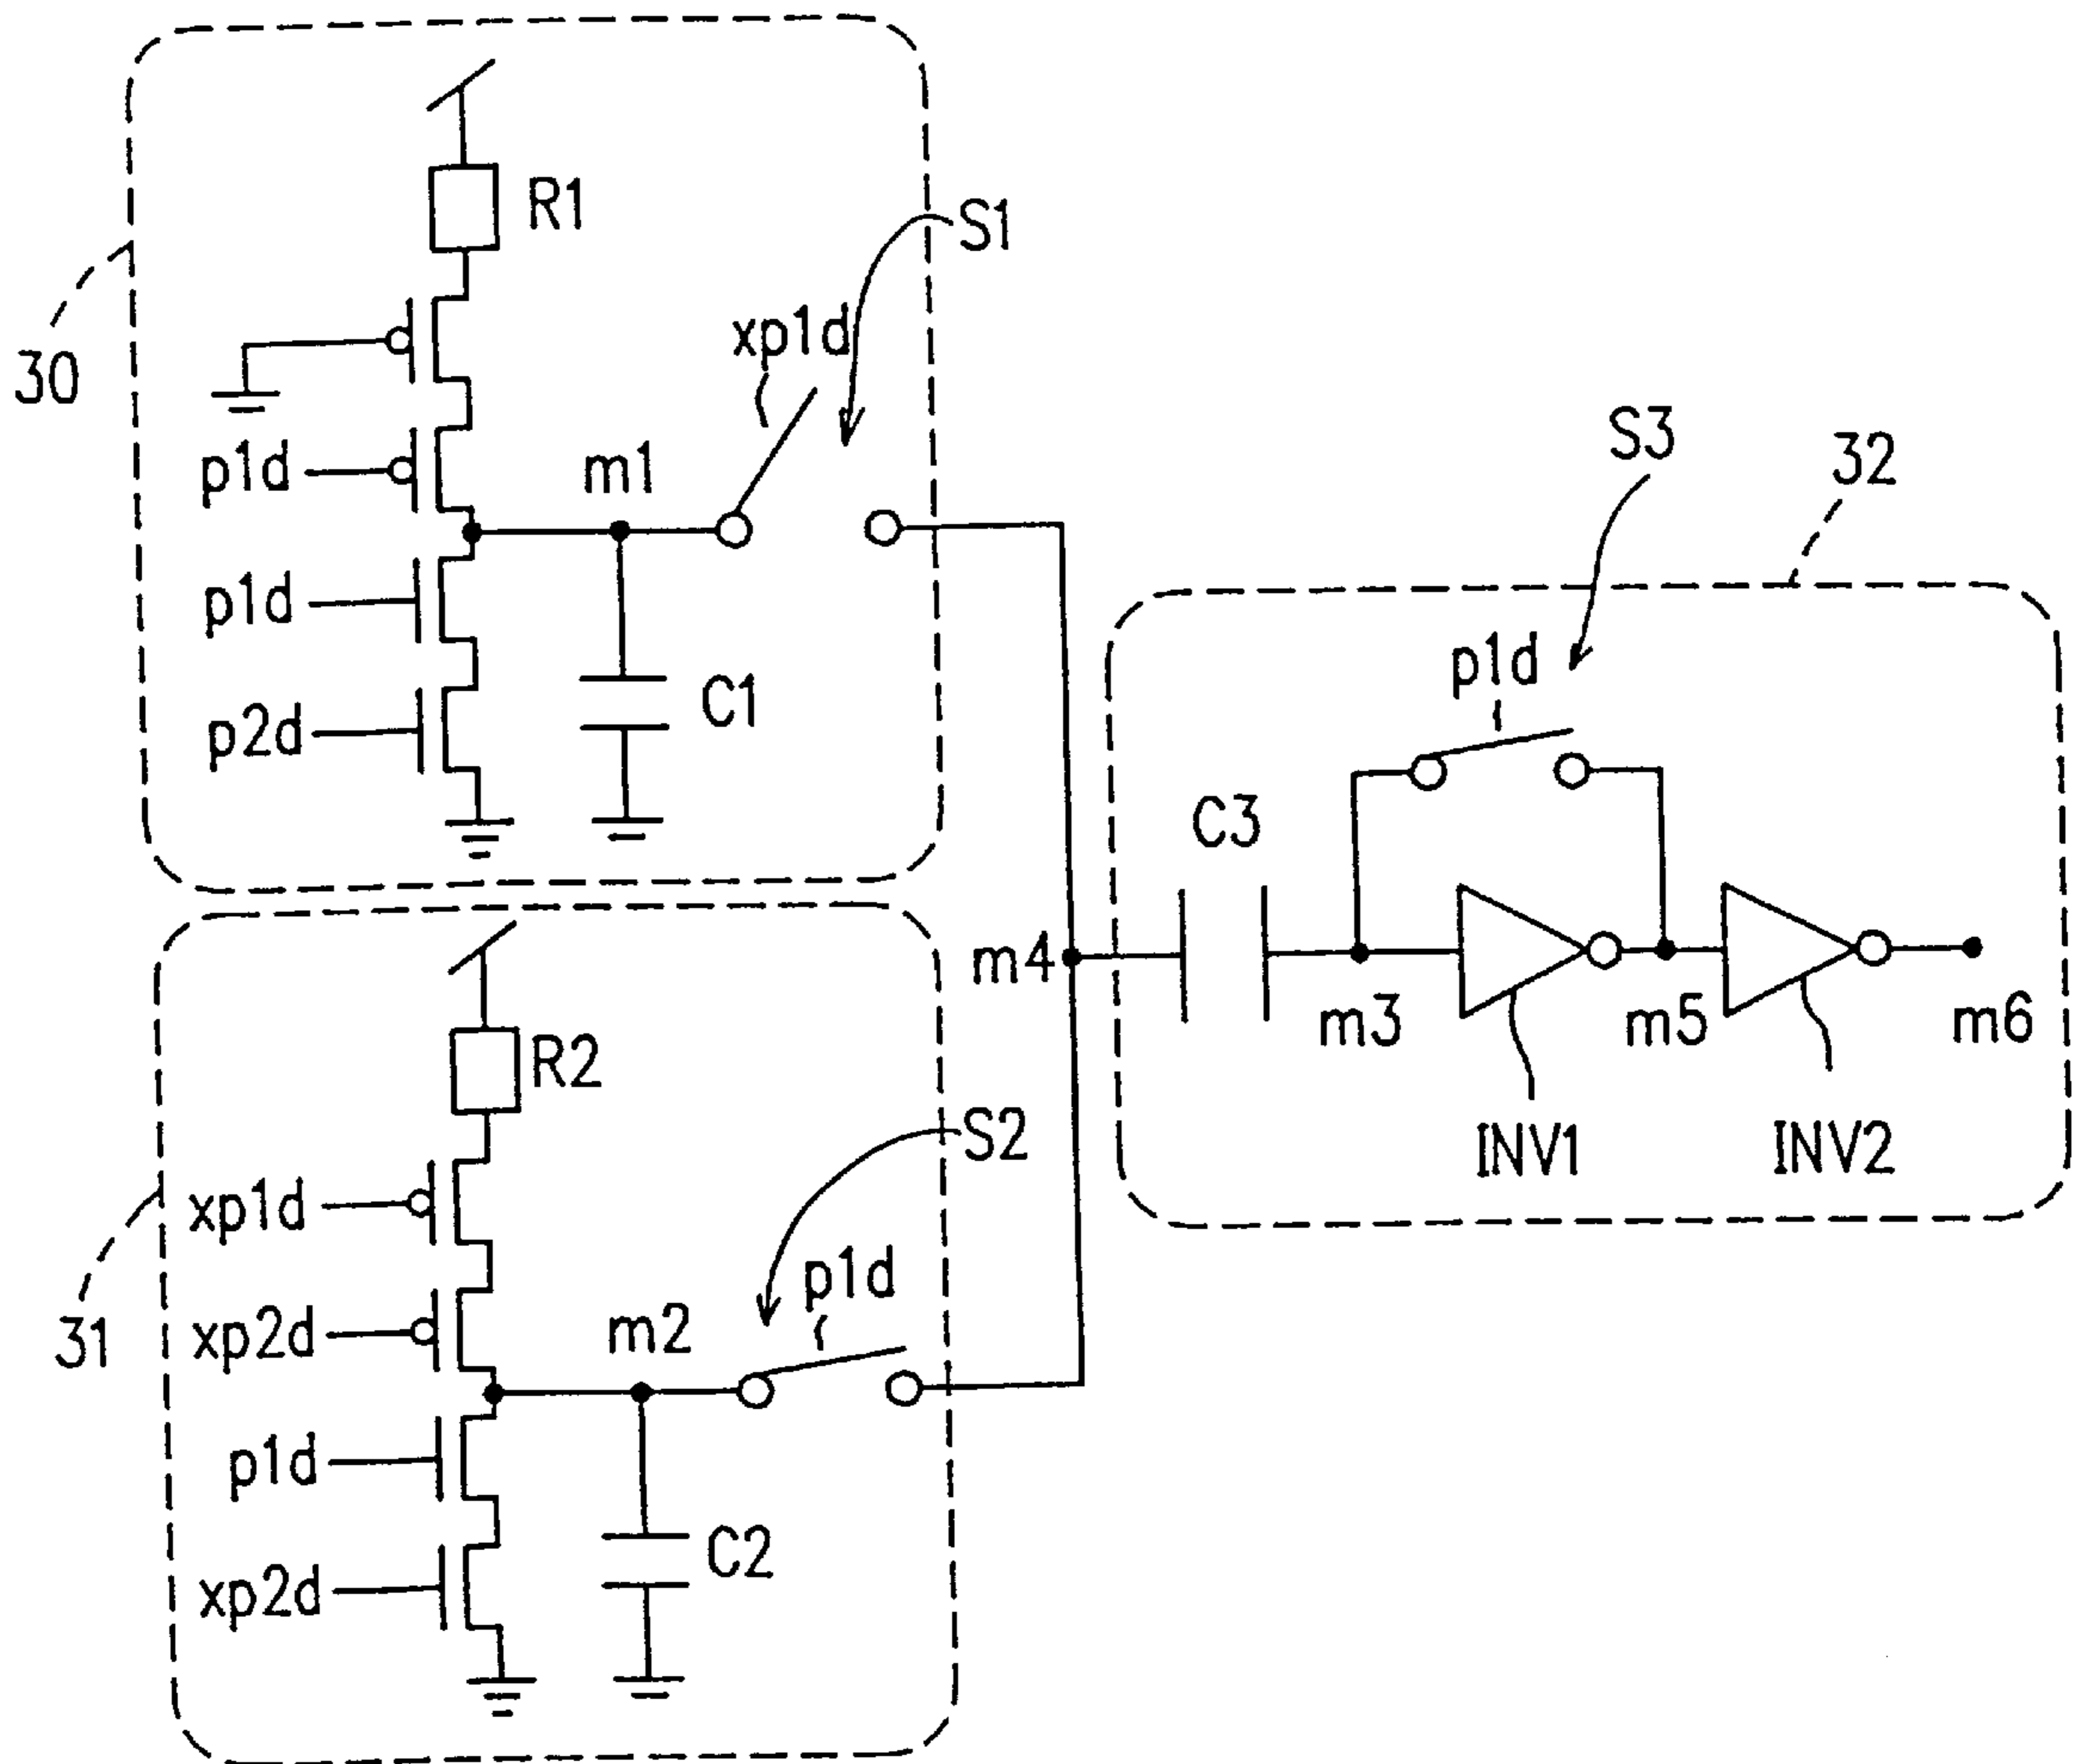 R1
S1
xp1d
30
p1d
m1
p1d
C1
p2d
S3
32
p1d
C3
m4
m3
m5
m6
INV1
INV2
R2
S2
xp1d
p1d
31
xp2d
m2
p1d
C2
xp2d